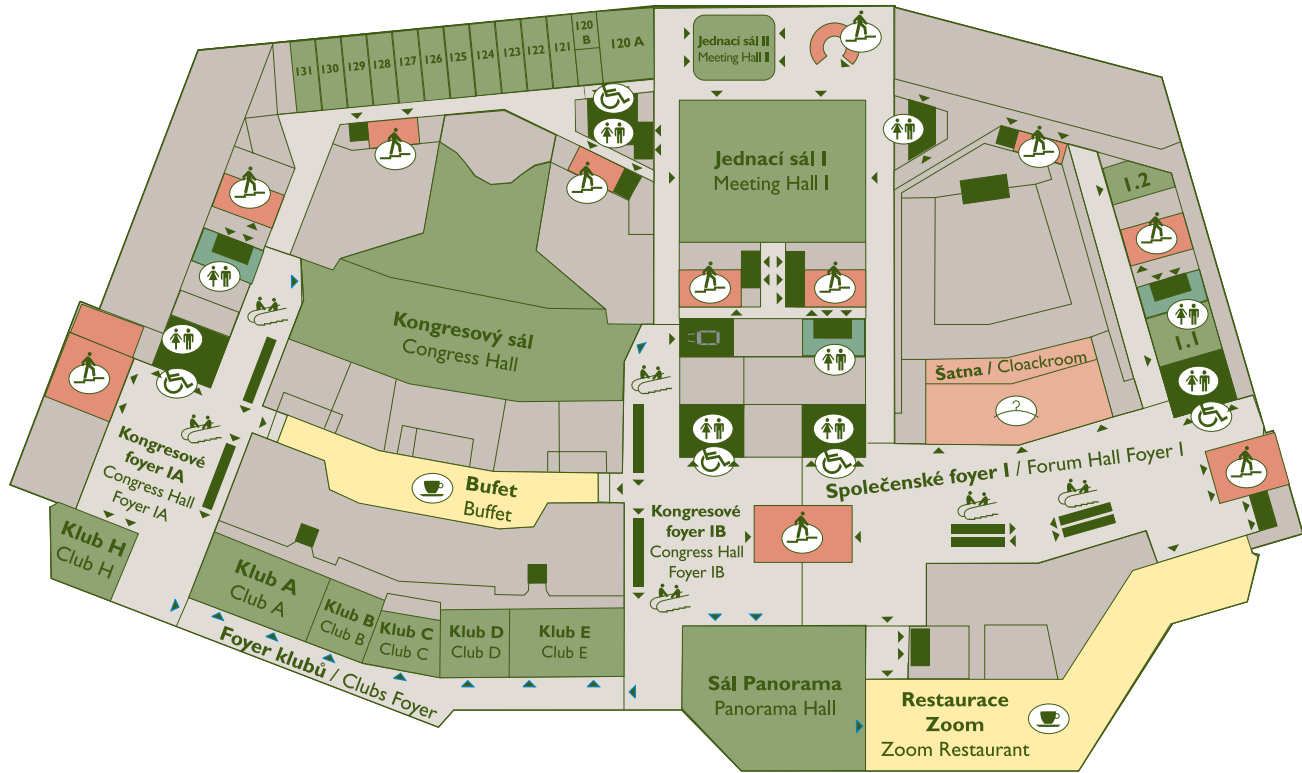 131
130
129
128
127
126
125
124
123
122
121
120
B
120 A
Jednací sál II
Meeting Hall II
Jednací sál I
Meeting Hall I
1.2
1.1
Kongresový sál
Congress Hall
Šatna / Cloackroom
?
Kongresové
foyer IA
Congress Hall
Foyer IA
Bufet
Buffet
Kongresové
foyer IB
Congress Hall
Foyer IB
Společenské foyer I / Forum Hall Foyer I
Klub H
Club H
Klub A
Club A
Klub B
Club B
Klub C
Club C
Klub D
Club D
Klub E
Club E
Foyer klubů / Clubs Foyer
Sál Panorama
Panorama Hall
Restaurace
Zoom
Zoom Restaurant